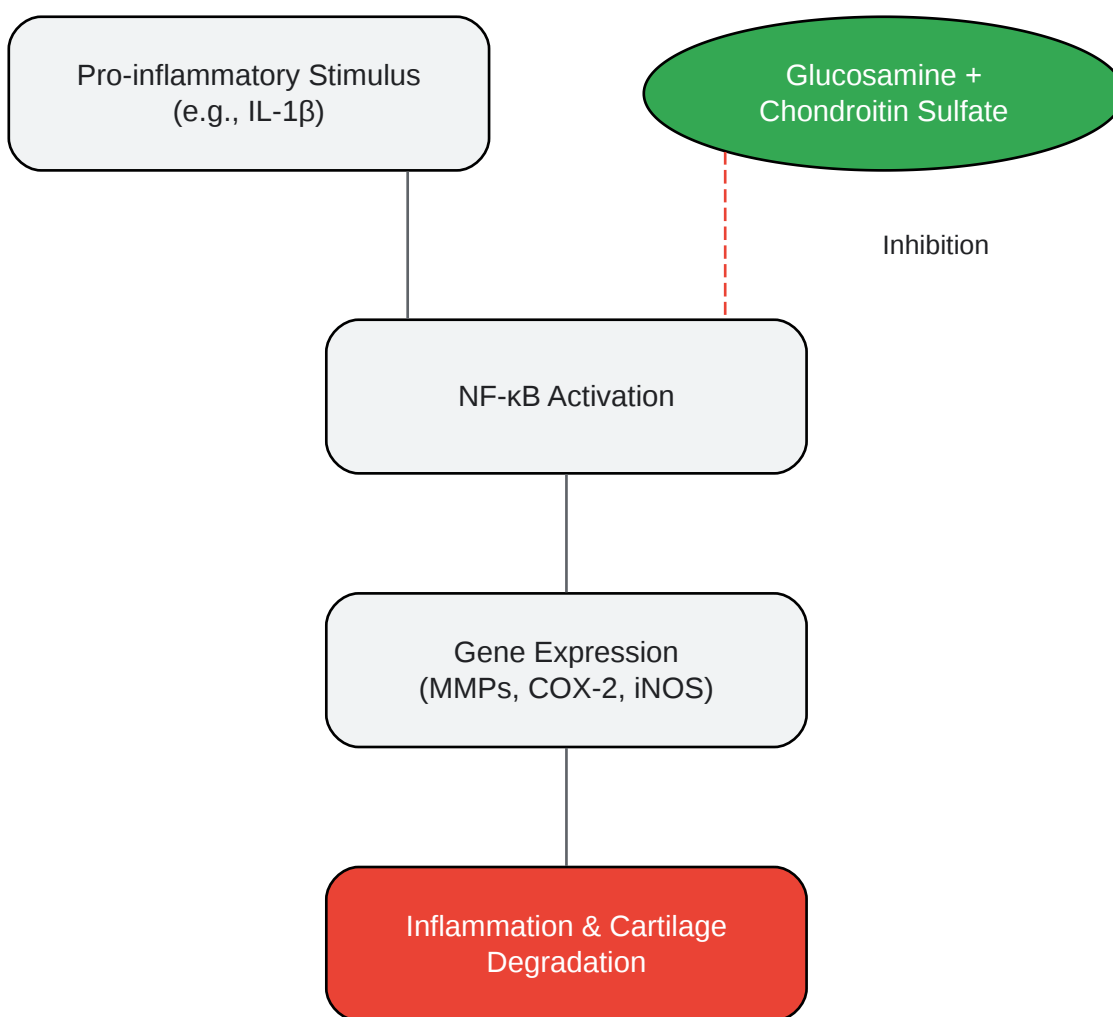 Pro-inflammatory Stimulus
(e.g., IL-1β)
Glucosamine +
Chondroitin Sulfate
Inhibition
NF-κB Activation
Gene Expression
(MMPs, COX-2, iNOS)
Inflammation & Cartilage
Degradation